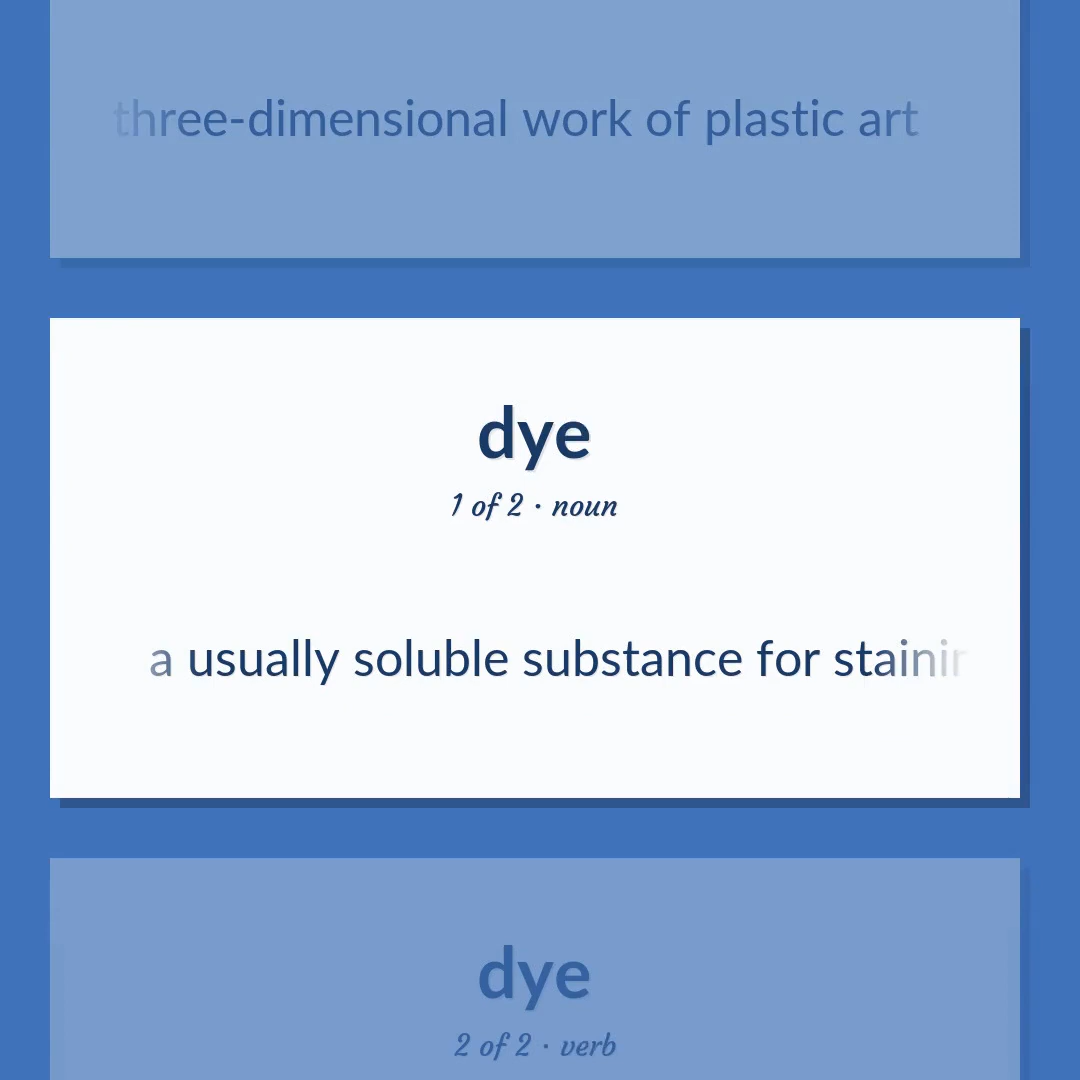 three-dimensional work of plastic art
dye
1 of 2 · noun
a usually soluble substance for
dye
2 of 2 · verb